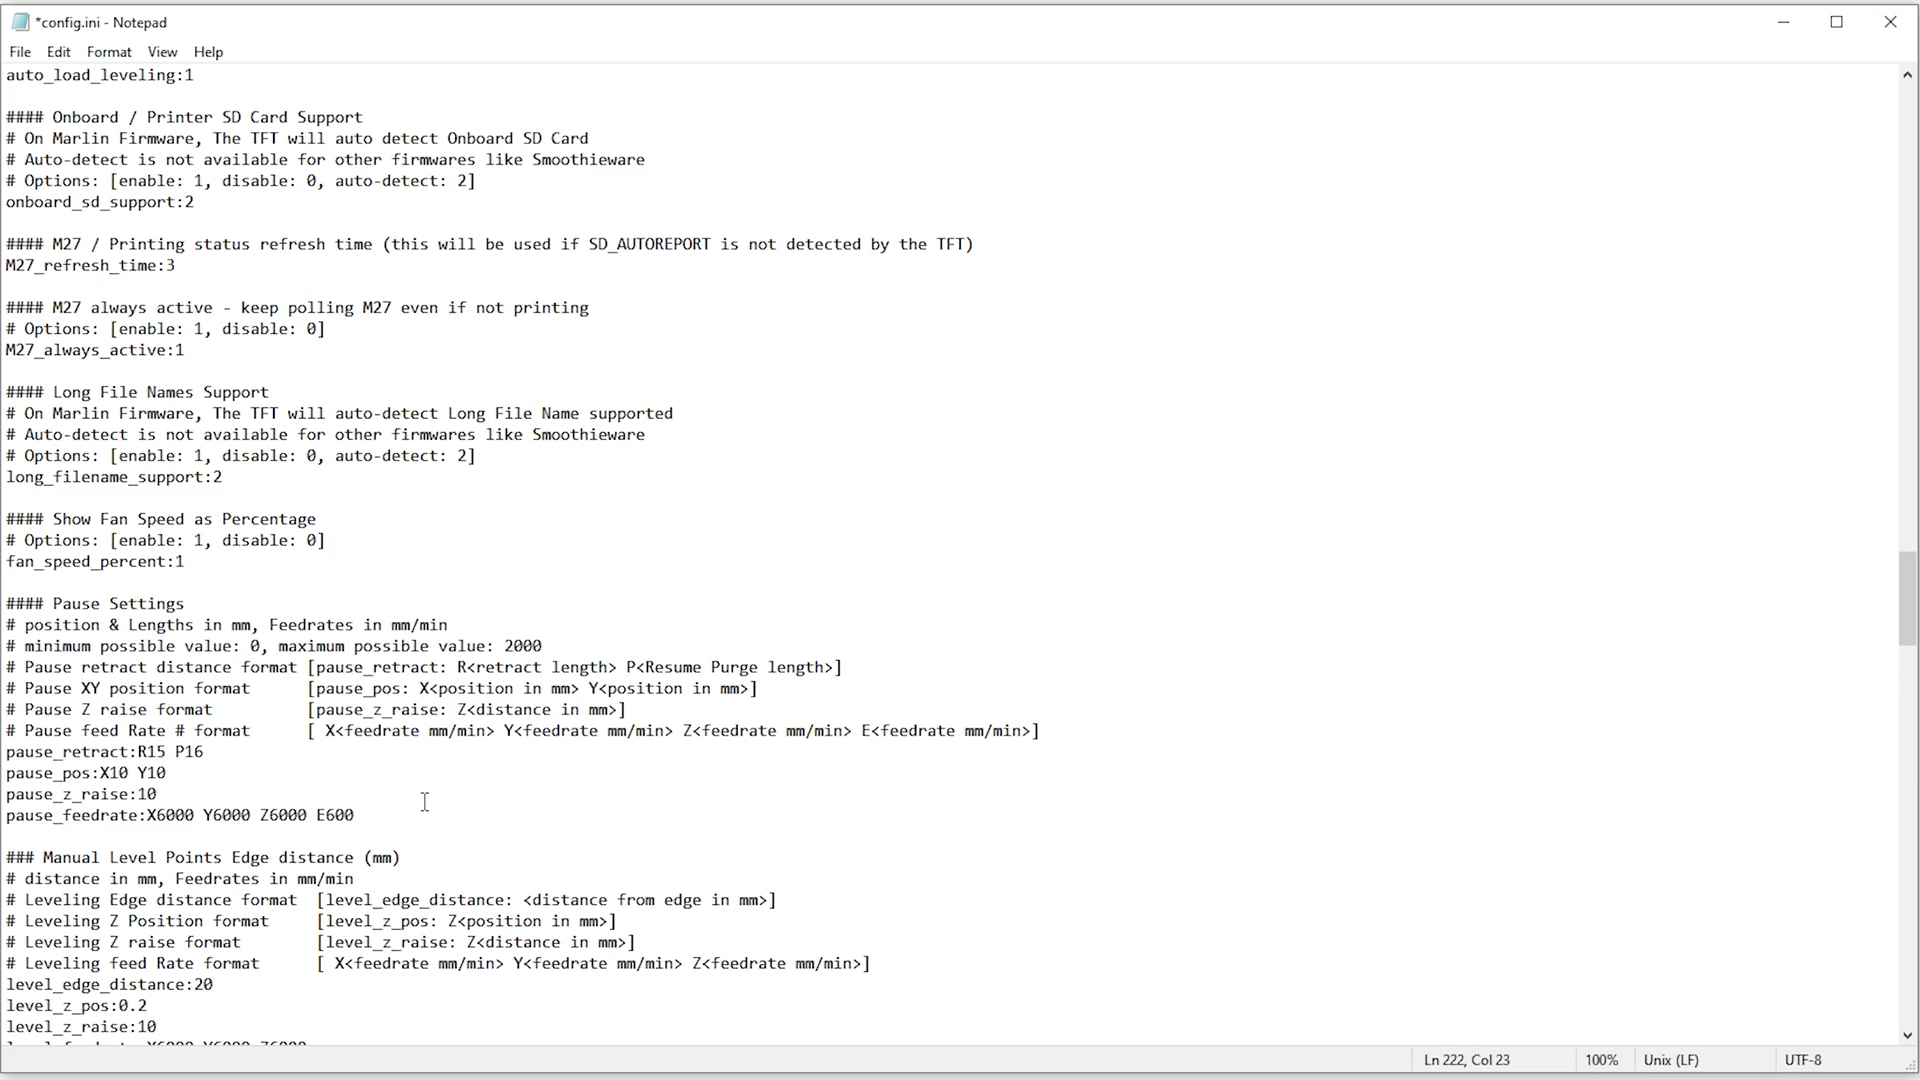 *config.ini - Notepad
File Edit Format View Help
auto_load_leveling:1
#### Onboard / Printer SD Card Support
# On Marlin Firmware, The TFT will auto detect Onboard SD Card
# Auto-detect is not available for other firmwares like Smoothieware
# Options: [enable: 1, disable: 0, auto-detect: 2]
onboard_sd_support:2
#### M27 / Printing status refresh time (this will be used if SD_AUTOREPORT is not detected by the TFT)
M27_refresh_time:3
#### M27 always active - keep polling M27 even if not printing
# Options: [enable: 1, disable: 0]
M27_always_active:1
#### Long File Names Support
# On Marlin Firmware, The TFT will auto-detect Long File Name supported
# Auto-detect is not available for other firmwares like Smoothieware
# Options: [enable: 1, disable: 0, auto-detect: 2]
long_filename_support:2
#### Show Fan Speed as Percentage
# Options: [enable: 1, disable: 0]
fan_speed_percent:1
#### Pause Settings
# position & Lengths in mm, Feedrates in mm/min
# minimum possible value: 0, maximum possible value: 2000
# Pause retract distance format [pause_retract: R<retract length> P<Resume Purge length>]
# Pause XY position format      [pause_pos: X<position in mm> Y<position in mm>]
# Pause Z raise format          [pause_z_raise: Z<distance in mm>]
# Pause feed Rate # format      [ X<feedrate mm/min> Y<feedrate mm/min> Z<feedrate mm/min> E<feedrate mm/min>]
pause_retract:R15 P16
pause_pos:X10 Y10
pause_z_raise:10
pause_feedrate:X6000 Y6000 Z6000 E600
### Manual Level Points Edge distance (mm)
# distance in mm, Feedrates in mm/min
# Leveling Edge distance format  [level_edge_distance: <distance from edge in mm>]
# Leveling Z Position format     [level_z_pos: Z<position in mm>]
# Leveling Z raise format        [level_z_raise: Z<distance in mm>]
# Leveling feed Rate format      [ X<feedrate mm/min> Y<feedrate mm/min> Z<feedrate mm/min>]
level_edge_distance:20
level_z_pos:0.2
level_z_raise:10
Ln 222, Col 23 100% Unix (LF) UTF-8